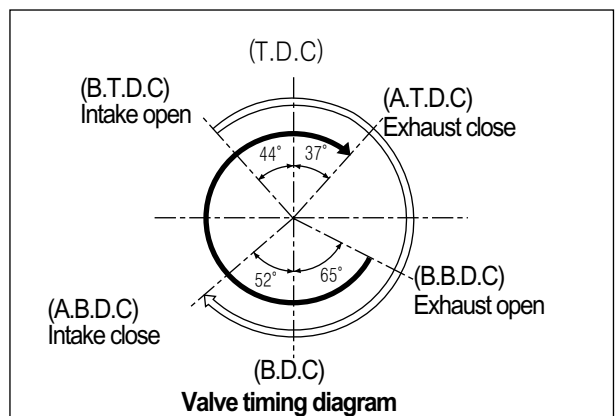 (T.D.C)
(B.T.D.C)
Intake open
(A.T.D.C)
Exhaust close
44°
37°
52°
65°
(B.B.D.C)
Exhaust open
(A.B.D.C)
Intake close
(B.D.C)
Valve timing diagram